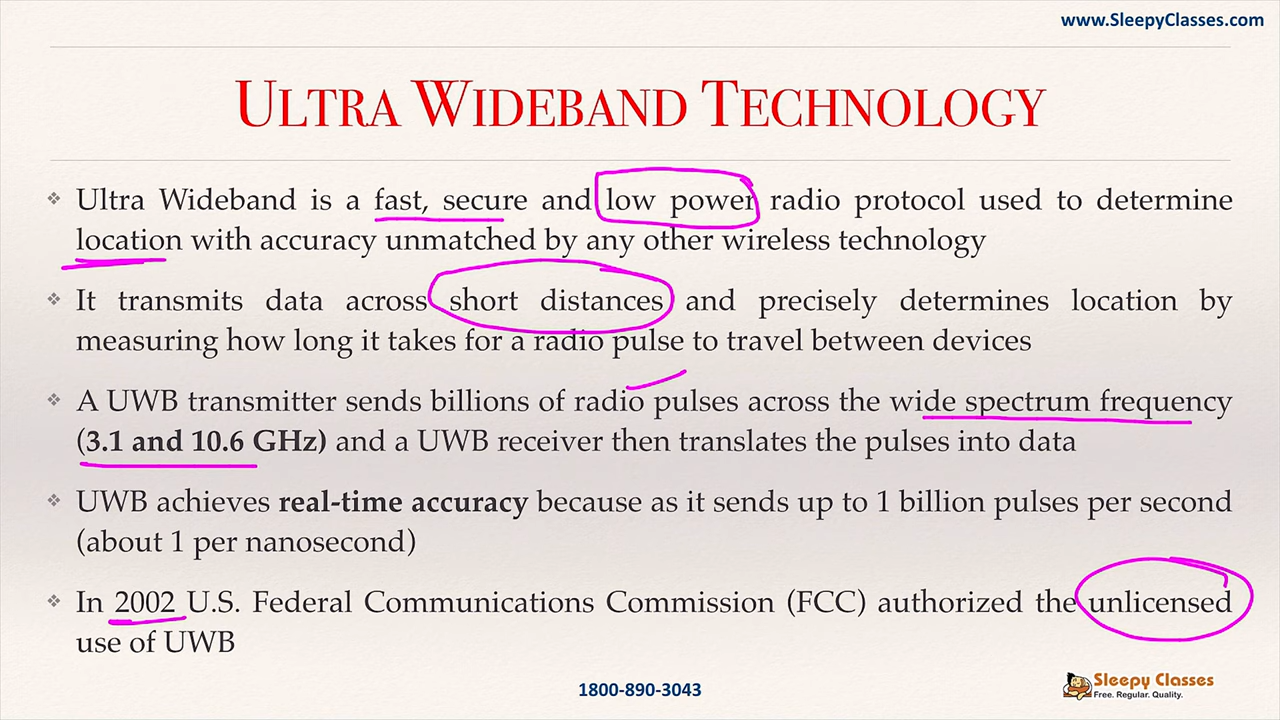 www.SleepyClasses.com
ULTRA WIDEBAND TECHNOLOGY
❖ Ultra Wideband is a fast, secure and low power radio protocol used to determine
location with accuracy unmatched by any other wireless technology
❖ It transmits data across short distances and precisely determines location by
measuring how long it takes for a radio pulse to travel between devices
❖ A UWB transmitter sends billions of radio pulses across the wide spectrum frequency
(3.1 and 10.6 GHz) and a UWB receiver then translates the pulses into data
❖ UWB achieves real-time accuracy because as it sends up to 1 billion pulses per second
(about 1 per nanosecond)
❖ In 2002 U.S. Federal Communications Commission (FCC) authorized the unlicensed
use of UWB
1800-890-3043
Sleepy Classes
Free. Regular. Quality.